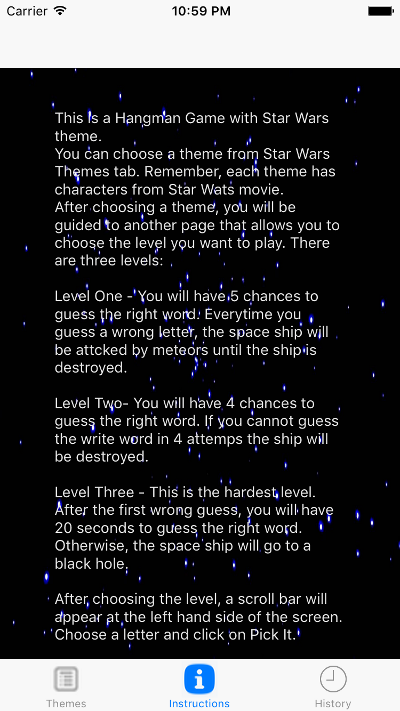 Carrier 10:59 PM
This Is a Hangman Game with Star Wars
theme.
You can choose a theme from Star Wars
Themes tab. Remember, each theme has
characters from Star Wats movie.
After choosing a theme, you will be
guided to another page that allows you to
choose the level you want to play. There
are three levels:
Level One - You will have 5 chances to
guess the right word. Everytime you
guess a wrong letter, the space ship will
be attcked by meteors until the ship is
destroyed.
Level Two- You will have 4 chances to
guess the right word. If you cannot guess
the write word in 4 attemps the ship will
be destroyed.
Level Three - This is the hardest level.
After the first wrong guess, you will have
20 seconds to guess the right word.
Otherwise, the space ship will go to a
black hole.
After choosing the level, a scroll bar will
appear at the left hand side of the screen.
Choose a letter and click on Pick It.
Themes Instructions History